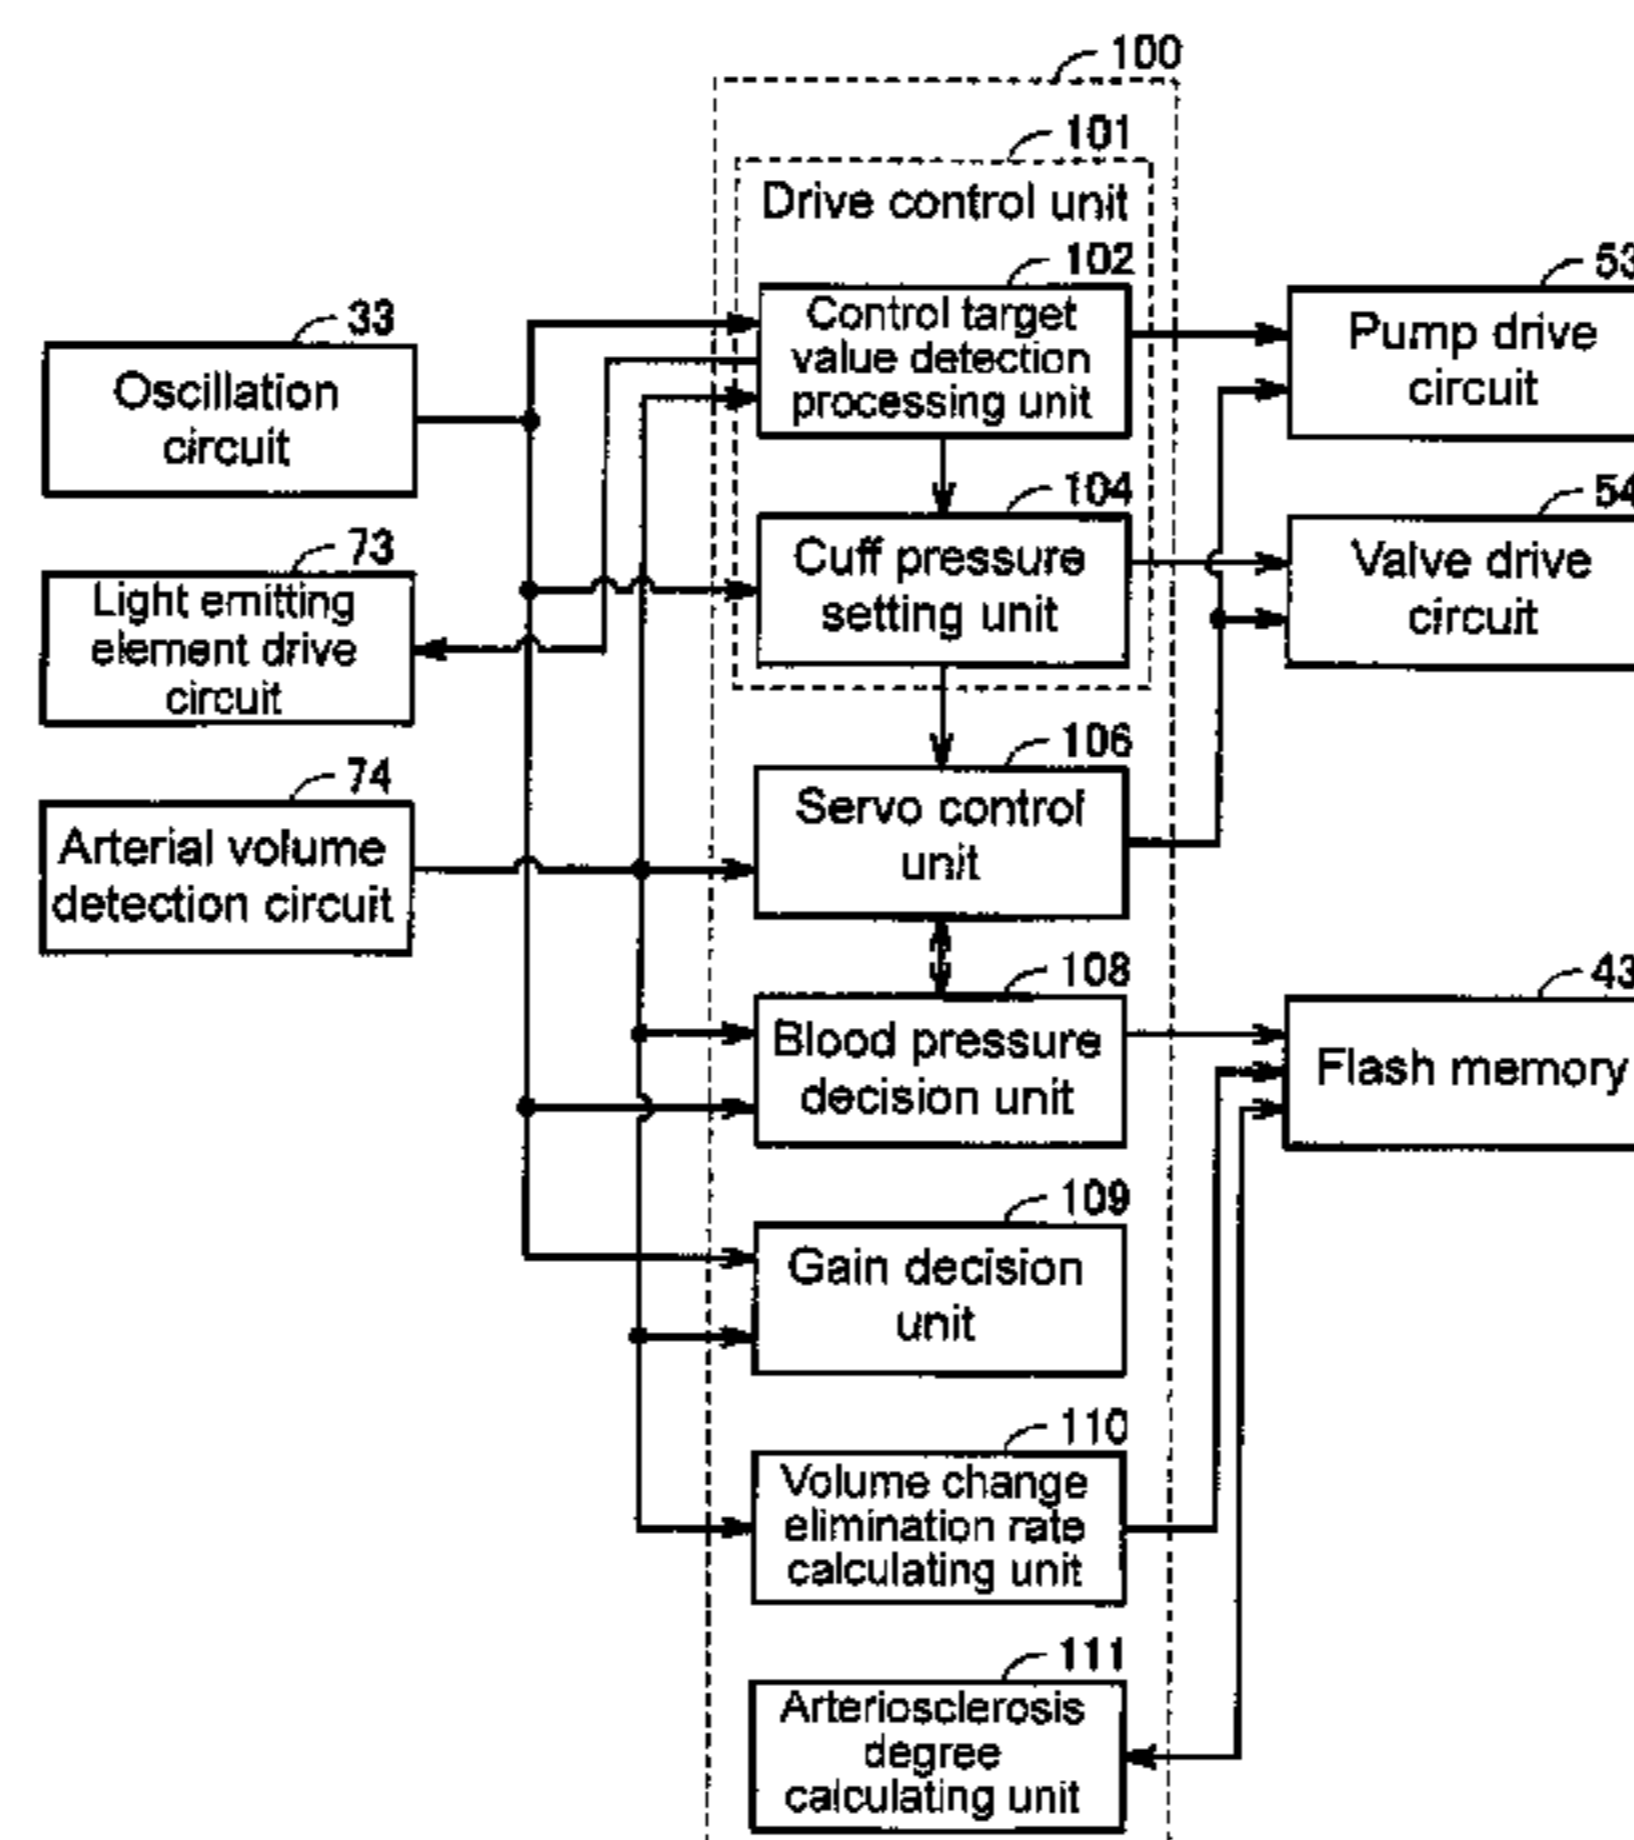 100
101
Drive control unit
102
Control target
value detection
processing unit
53
Pump drive
circuit
33
Oscillation
circuit
104
Cuff pressure
setting unit
54
Valve drive
circuit
73
Light emitting
element drive
circuit
106
Servo control
unit
74
Arterial volume
detection circuit
108
Blood pressure
decision unit
43
Flash memory
109
Gain decision
unit
110
Volume change
elimination rate
calculating unit
111
Arteriosclerosis
degree
calculating unit